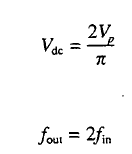 V_dc = 2V_p / π
f_out = 2f_in